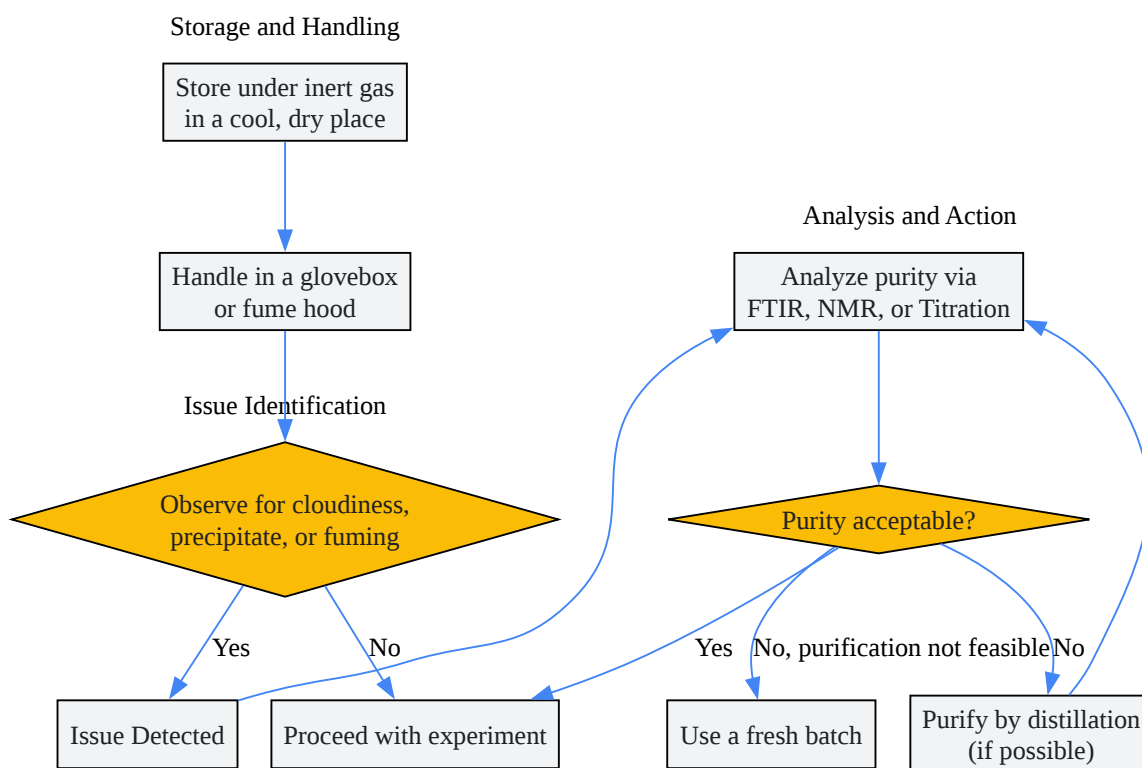 Storage and Handling
Store under inert gas
in a cool, dry place
Handle in a glovebox
or fume hood
Issue Identification
Observe for cloudiness,
precipitate, or fuming
Yes
No
Issue Detected
Proceed with experiment
Analysis and Action
Analyze purity via
FTIR, NMR, or Titration
Purity acceptable?
Yes
No, purification not feasible
No
Use a fresh batch
Purify by distillation
(if possible)